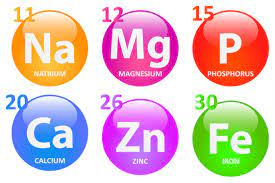 11 12 15
Na Mg P
NATRIUM MAGNESIUM PHOSPHORUS
20 26 30
Ca Zn Fe
CALCIUM ZINC IRON